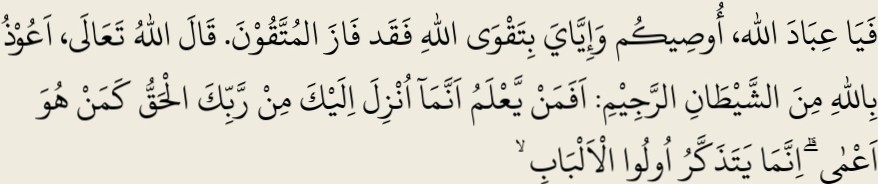 فَيَا عِبَادَ الله، أُوصِيكُم وَإِيَّايَ بِتَقْوَى اللهِ فَقَد فَازَ المُتَّقُوْنَ. قَالَ اللهُ تَعَالَى، اَعُوْذُ
بِاللهِ مِنَ الشَّيْطَانِ الرَّجِيْمِ: اَفَمَنْ يَّعْلَمُ اَنَّمَآ اُنْزِلَ اِلَيْكَ مِنْ رَّبِّكَ الْحَقُّ كَمَنْ هُوَ
اَعْمٰىۗ اِنَّمَا يَتَذَكَّرُ اُولُوا الْاَلْبَابِۙ